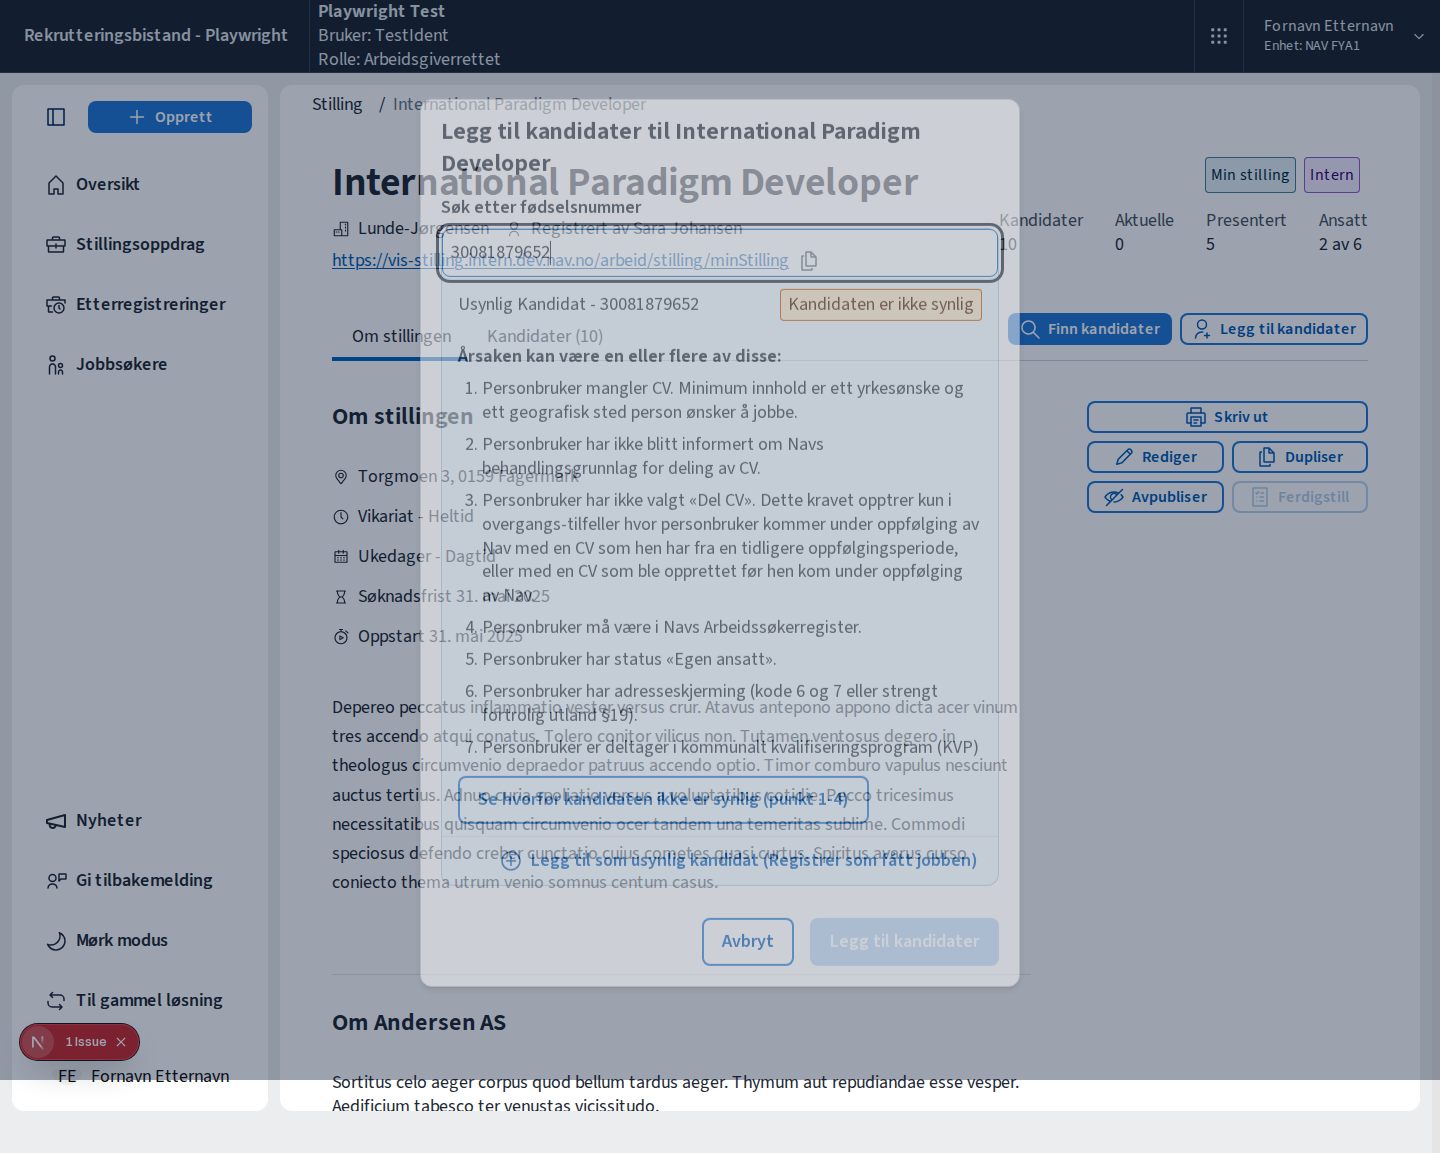 Rekrutteringsbistand - Playwright
Playwright Test
Bruker: TestIdent
Rolle: Arbeidsgiverrettet
Fornavn Etternavn
Enhet: NAV FYA1
Opprett
Oversikt
Stillingsoppdrag
Etterregistreringer
Jobbsøkere
Nyheter
Gi tilbakemelding
Mørk modus
Til gammel løsning
1 Issue
FE Fornavn Etternavn
Stilling / International Paradigm Developer
International Paradigm Developer
Min stilling
Intern
Lunde-Jørgensen
Registrert av Sara Johansen
https://vis-stilling.intern.dev.nav.no/arbeid/stilling/minStilling
Kandidater
10
Aktuelle
0
Presentert
5
Ansatt
2 av 6
Om stillingen
Kandidater (10)
Finn kandidater
Legg til kandidater
Om stillingen
Torgmoen 3, 0159 Fagermark
Vikariat - Heltid
Ukedager - Dagtid
Søknadsfrist 31. mai 2025
Oppstart 31. mai 2025
Skriv ut
Rediger
Dupliser
Avpubliser
Ferdigstill
Depereo peccatus inflammatio vester versus crur. Atavus antepono appono dicta acer vinum
tres accendo atqui conatus. Tolero conitor vilicus non. Tutamen ventosus degero in
theologus circumvenio depraedor patruus accendo optio. Timor comburo vapulus nesciunt
auctus tertius. Adnuo curia spoliatio versus a voluptatibus cotidie. Pecco tricesimus
necessitatibus quisquam circumvenio ocer tandem una temeritas sublime. Commodi
speciosus defendo creber cunctatio cuius cometes quasi curtus. Spiritus avarus curso
coniecto thema utrum venio somnus centum casus.
Om Andersen AS
Sortitus celo aeger corpus quod bellum tardus aeger. Thymum aut repudiandae esse vesper.
Aedificium tabesco ter venustas vicissitudo.
Legg til kandidater til International Paradigm
Developer
Søk etter fødselsnummer
30081879652
Usynlig Kandidat - 30081879652
Kandidaten er ikke synlig
Årsaken kan være en eller flere av disse:
1. Personbruker mangler CV. Minimum innhold er ett yrkesønske og
ett geografisk sted person ønsker å jobbe.
2. Personbruker har ikke blitt informert om Navs
behandlingsgrunnlag for deling av CV.
3. Personbruker har ikke valgt «Del CV». Dette kravet opptrer kun i
overgangs-tilfeller hvor personbruker kommer under oppfølging av
Nav med en CV som hen har fra en tidligere oppfølgingsperiode,
eller med en CV som ble opprettet før hen kom under oppfølging
av Nav.
4. Personbruker må være i Navs Arbeidssøkerregister.
5. Personbruker har status «Egen ansatt».
6. Personbruker har adresseskjerming (kode 6 og 7 eller strengt
fortrolig utland §19).
7. Personbruker er deltager i kommunalt kvalifiseringsprogram (KVP)
Se hvorfor kandidaten ikke er synlig (punkt 1-4)
Legg til som usynlig kandidat (Registrer som fått jobben)
Avbryt
Legg til kandidater